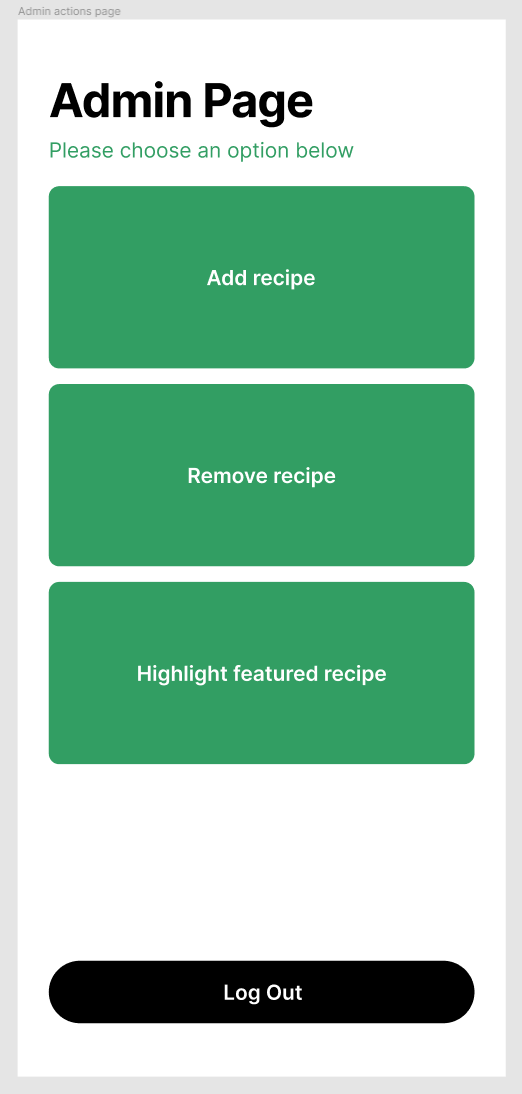 Admin actions page
Admin Page
Please choose an option below
Add recipe
Remove recipe
Highlight featured recipe
Log Out